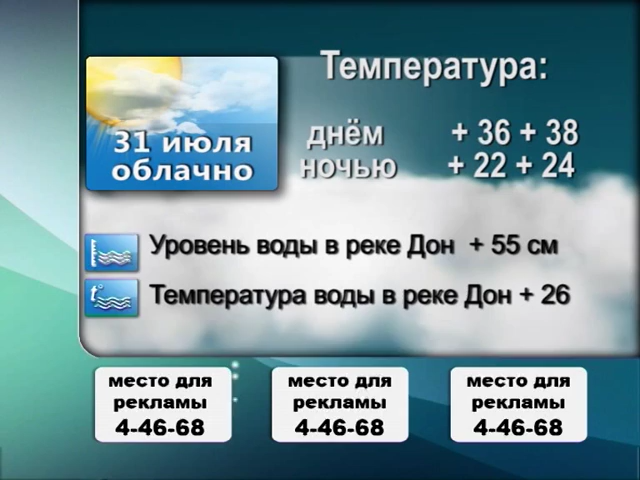 Температура:
31 июля
облачно
днём + 36 + 38
ночью + 22 + 24
Уровень воды в реке Дон + 55 см
t°
Температура воды в реке Дон + 26
место для
рекламы
4-46-68
место для
рекламы
4-46-68
место для
рекламы
4-46-68